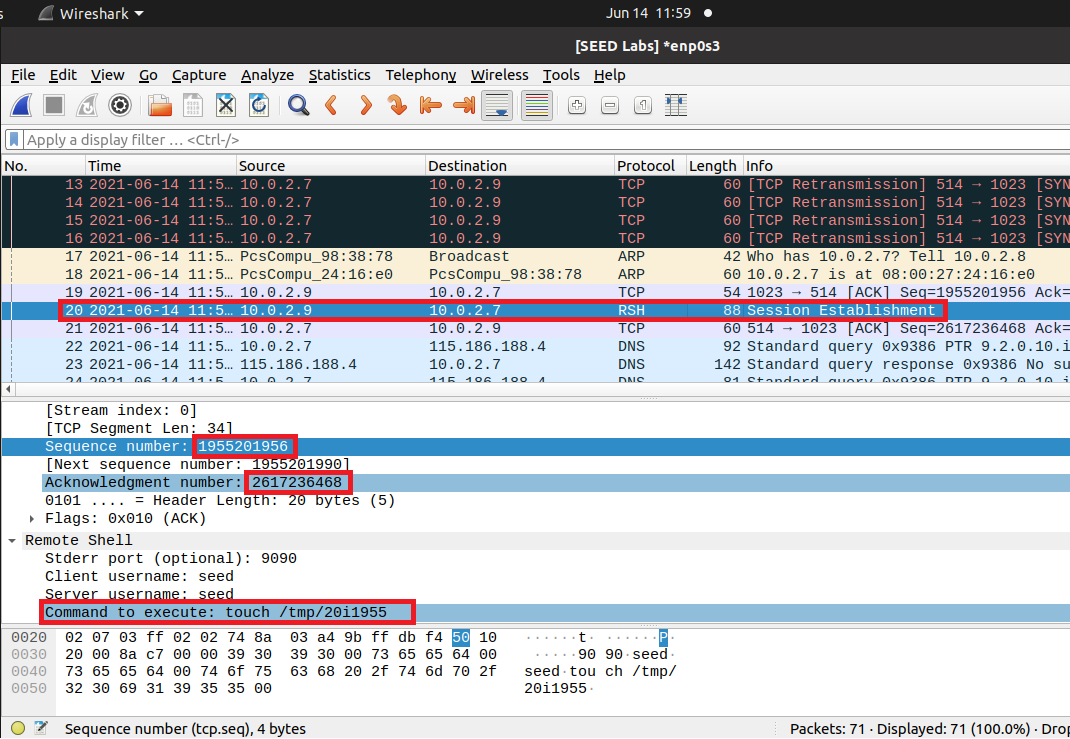 Wireshark Jun 14 11:59
[SEED Labs] *enp0s3
File Edit View Go Capture Analyze Statistics Telephony Wireless Tools Help
Apply a display filter … <Ctrl-/>
No. Time Source Destination Protocol Length Info
13 2021-06-14 11:5… 10.0.2.7 10.0.2.9 TCP 60 [TCP Retransmission] 514 → 1023 [SYN
14 2021-06-14 11:5… 10.0.2.7 10.0.2.9 TCP 60 [TCP Retransmission] 514 → 1023 [SYN
15 2021-06-14 11:5… 10.0.2.7 10.0.2.9 TCP 60 [TCP Retransmission] 514 → 1023 [SYN
16 2021-06-14 11:5… 10.0.2.7 10.0.2.9 TCP 60 [TCP Retransmission] 514 → 1023 [SYN
17 2021-06-14 11:5… PcsCompu_98:38:78 Broadcast ARP 42 Who has 10.0.2.7? Tell 10.0.2.8
18 2021-06-14 11:5… PcsCompu_24:16:e0 PcsCompu_98:38:78 ARP 60 10.0.2.7 is at 08:00:27:24:16:e0
19 2021-06-14 11:5… 10.0.2.9 10.0.2.7 TCP 54 1023 → 514 [ACK] Seq=1955201956 Ack=
20 2021-06-14 11:5… 10.0.2.9 10.0.2.7 RSH 88 Session Establishment
21 2021-06-14 11:5… 10.0.2.7 10.0.2.9 TCP 60 514 → 1023 [ACK] Seq=2617236468 Ack=
22 2021-06-14 11:5… 10.0.2.7 115.186.188.4 DNS 92 Standard query 0x9386 PTR 9.2.0.10.i
23 2021-06-14 11:5… 115.186.188.4 10.0.2.7 DNS 142 Standard query response 0x9386 No su
24 2021-06-14 11:5… 10.0.2.7 115.186.188.4 DNS 81 Standard query 0x9386 PTR 9.2.0.10.i
[Stream index: 0]
[TCP Segment Len: 34]
Sequence number: 1955201956
[Next sequence number: 1955201990]
Acknowledgment number: 2617236468
0101 .... = Header Length: 20 bytes (5)
Flags: 0x010 (ACK)
Remote Shell
Stderr port (optional): 9090
Client username: seed
Server username: seed
Command to execute: touch /tmp/20i1955
0020 02 07 03 ff 02 02 74 8a 03 a4 9b ff db f4 50 10 ······t· ······P·
0030 20 00 8a c7 00 00 39 30 39 30 00 73 65 65 64 00 ·····90 90·seed·
0040 73 65 65 64 00 74 6f 75 63 68 20 2f 74 6d 70 2f seed·tou ch /tmp/
0050 32 30 69 31 39 35 35 00 20i1955·
Sequence number (tcp.seq), 4 bytes Packets: 71 · Displayed: 71 (100.0%) · Drop